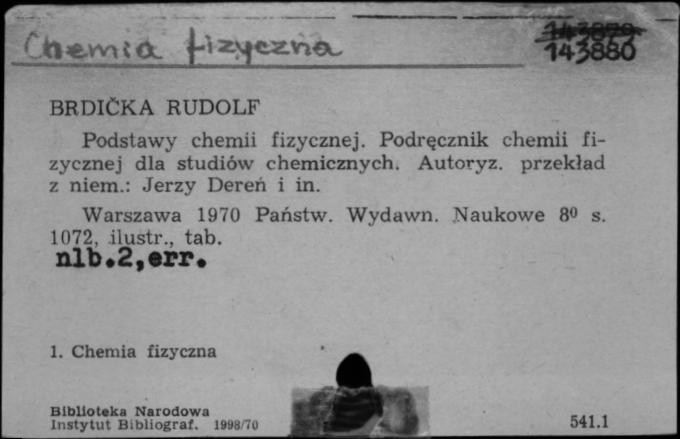 Chemia fizyczna
143879
143880
BRDIČKA RUDOLF
Podstawy chemii fizycznej. Podręcznik chemii fi-
zycznej dla studiów chemicznych. Autoryz. przekład
z niem.: Jerzy Dereń i in.
Warszawa 1970 Państw. Wydawn. Naukowe 8⁰ s.
1072, ilustr., tab.
nlb.2,err.
1. Chemia fizyczna
Biblioteka Narodowa
Instytut Bibliograf. 1998/70
541.1